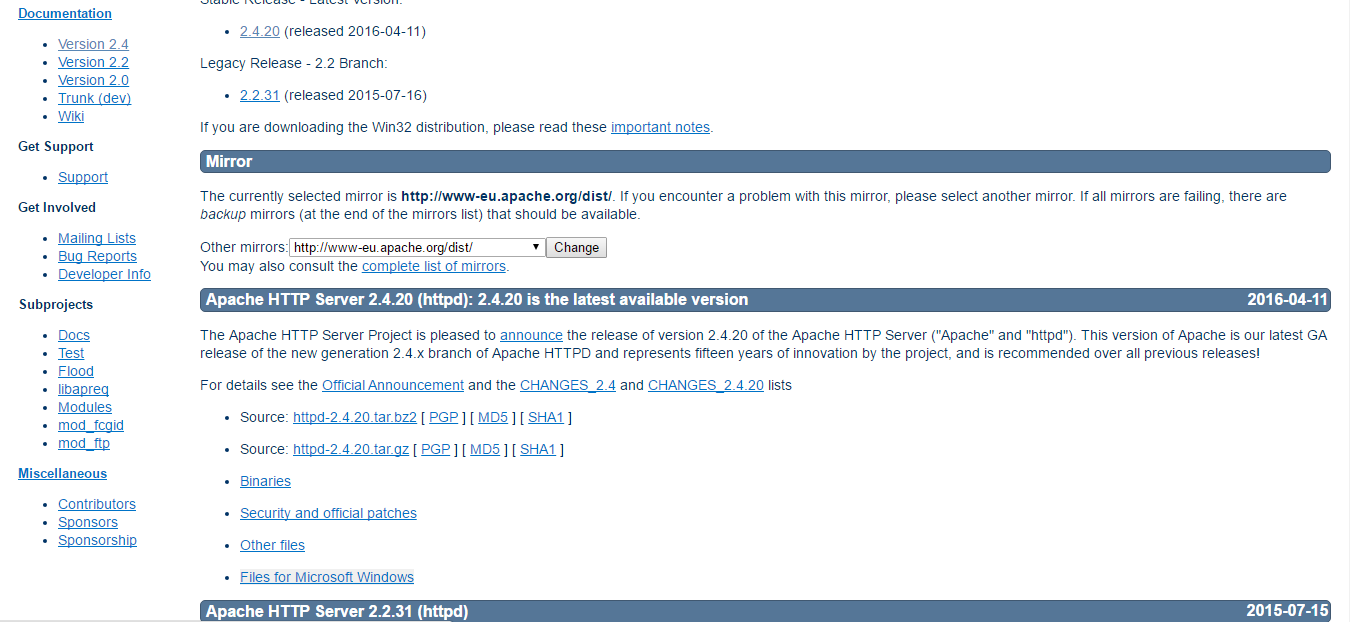 Documentation
Version 2.4
Version 2.2
Version 2.0
Trunk (dev)
Wiki
Get Support
Support
Get Involved
Mailing Lists
Bug Reports
Developer Info
Subprojects
Docs
Test
Flood
libapreq
Modules
mod_fcgid
mod_ftp
Miscellaneous
Contributors
Sponsors
Sponsorship
Stable Release - Latest Version:
2.4.20 (released 2016-04-11)
Legacy Release - 2.2 Branch:
2.2.31 (released 2015-07-16)
If you are downloading the Win32 distribution, please read these important notes.
Mirror
The currently selected mirror is http://www-eu.apache.org/dist/. If you encounter a problem with this mirror, please select another mirror. If all mirrors are failing, there are
backup mirrors (at the end of the mirrors list) that should be available.
Other mirrors: http://www-eu.apache.org/dist/ Change
You may also consult the complete list of mirrors.
Apache HTTP Server 2.4.20 (httpd): 2.4.20 is the latest available version 2016-04-11
The Apache HTTP Server Project is pleased to announce the release of version 2.4.20 of the Apache HTTP Server ("Apache" and "httpd"). This version of Apache is our latest GA
release of the new generation 2.4.x branch of Apache HTTPD and represents fifteen years of innovation by the project, and is recommended over all previous releases!
For details see the Official Announcement and the CHANGES_2.4 and CHANGES_2.4.20 lists
Source: httpd-2.4.20.tar.bz2 [ PGP ] [ MD5 ] [ SHA1 ]
Source: httpd-2.4.20.tar.gz [ PGP ] [ MD5 ] [ SHA1 ]
Binaries
Security and official patches
Other files
Files for Microsoft Windows
Apache HTTP Server 2.2.31 (httpd) 2015-07-15